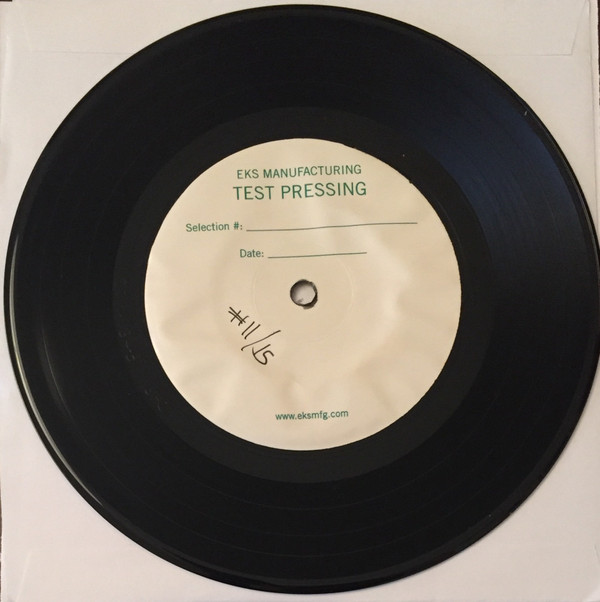 EKS MANUFACTURING
TEST PRESSING
Selection #:
Date:
#11/15
www.eksmfg.com